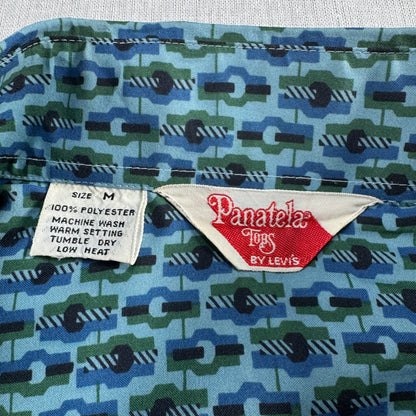 SIZE M
100% POLYESTER
MACHINE WASH
WARM SETTING
TUMBLE DRY
LOW HEAT
Panatela
TOPS
BY LEVI'S